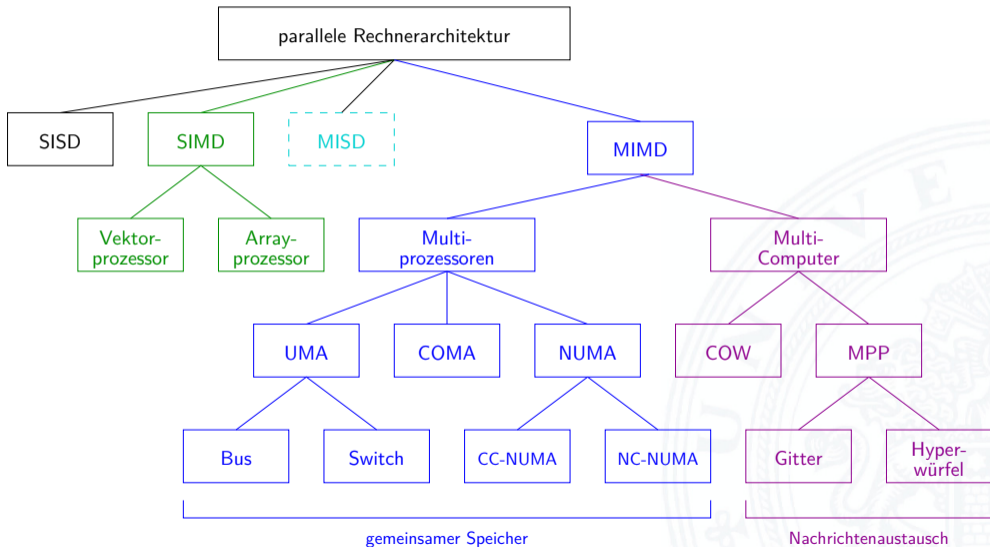 parallele Rechnerarchitektur
SISD
SIMD
MISD
MIMD
Vektor-
prozessor
Array-
prozessor
Multi-
prozessoren
Multi-
Computer
UMA
COMA
NUMA
COW
MPP
Bus
Switch
CC-NUMA
NC-NUMA
Gitter
Hyper-
würfel
gemeinsamer Speicher
Nachrichtenaustausch